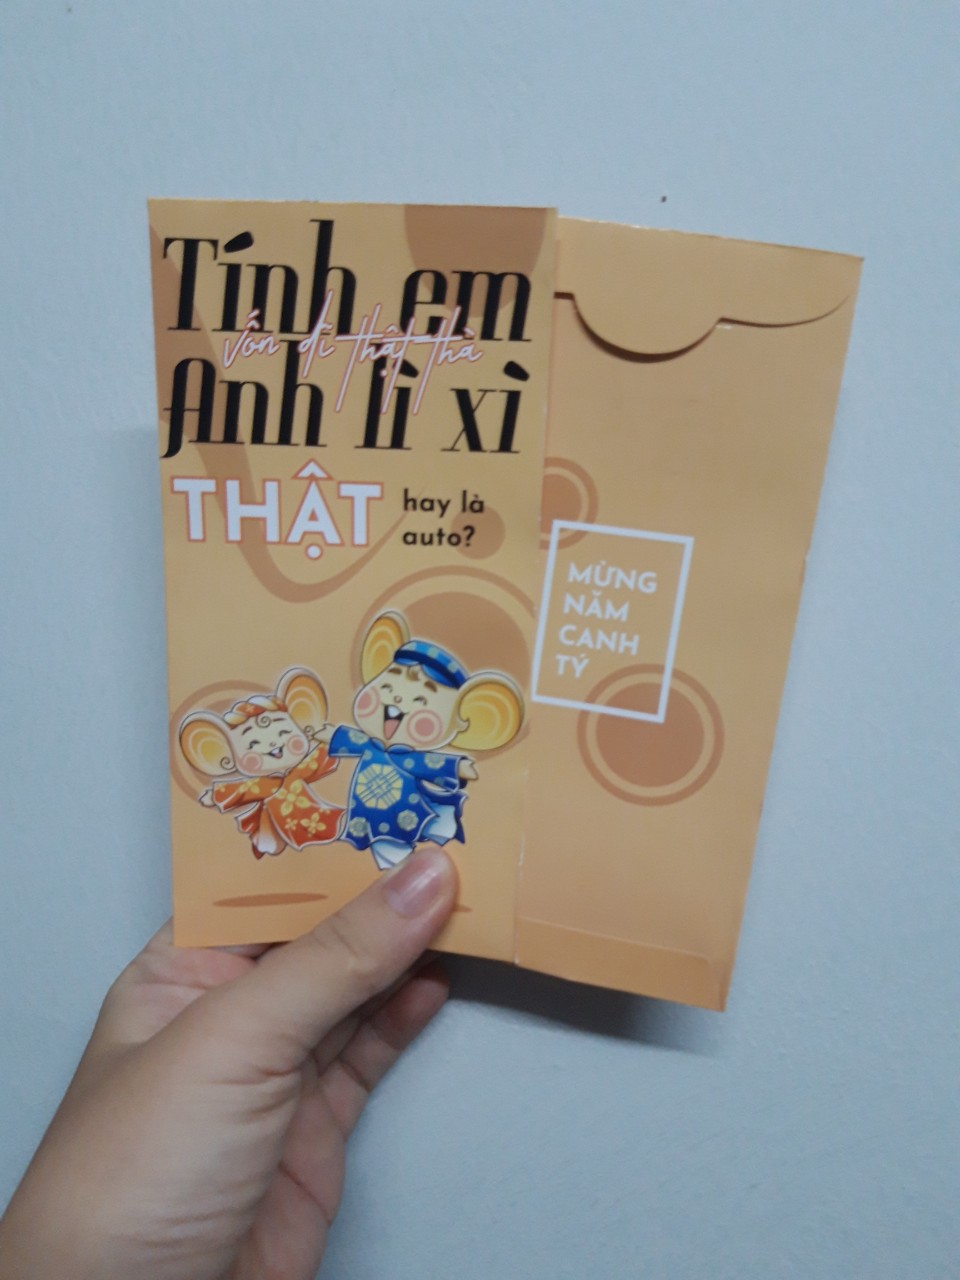 Tính em
vốn dĩ thật thà
Anh lì xì
THẬT hay là
auto?
MỪNG
NĂM
CANH
TÝ